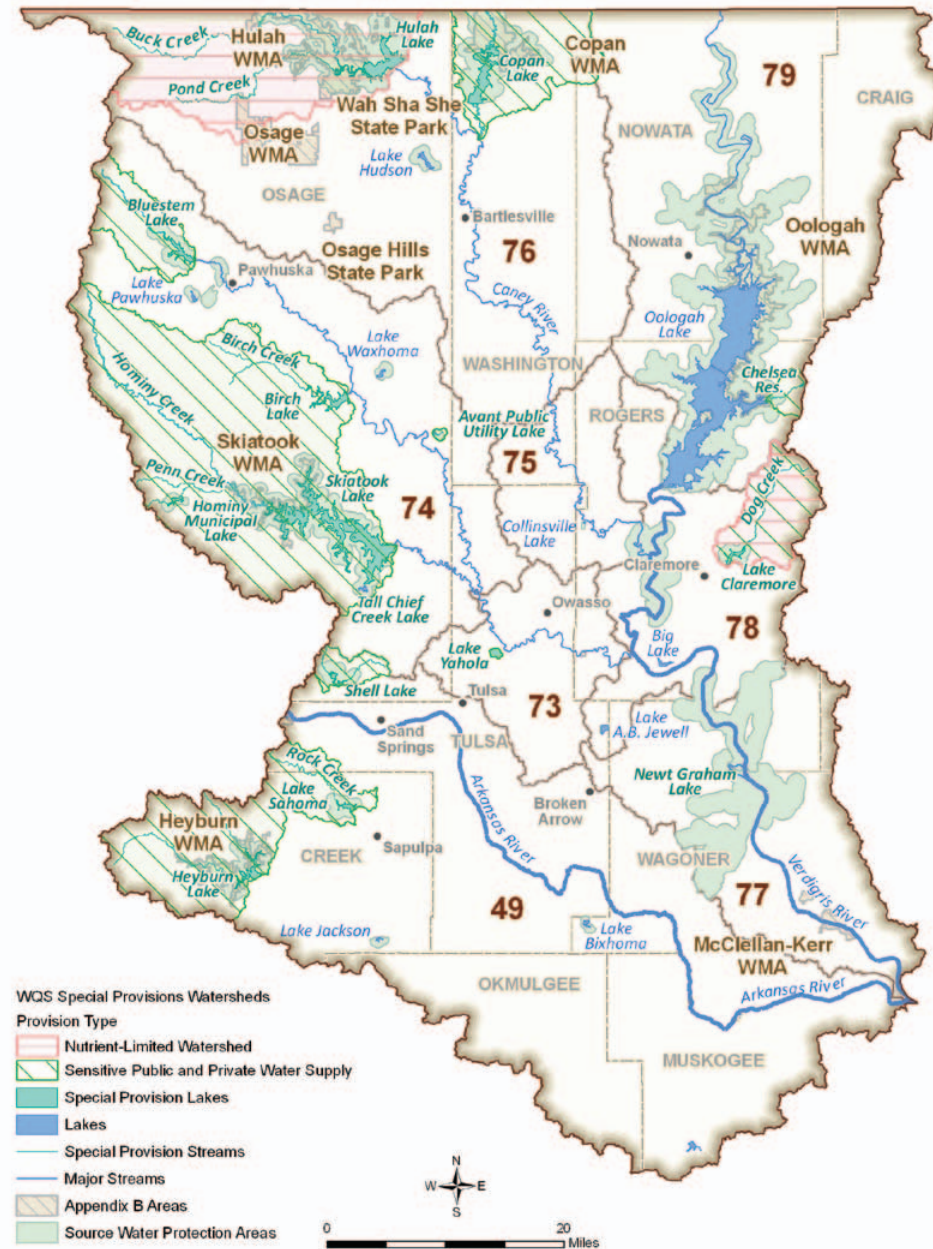 Buck Creek
Hulah
WMA
Hulah
Lake
Pond Creek
Copan
WMA
Copan
Lake
79
CRAIG
Wah Sha She
State Park
NOWATA
Osage
WMA
Lake
Hudson
OSAGE
Bluestem
Lake
Bartlesville
Oologah
WMA
Osage Hills
State Park
76
Nowata
Pawhuska
Lake
Pawhuska
Caney River
Oologah
Lake
Lake
Waxhoma
Birch Creek
Hominy Creek
WASHINGTON
Chelsea
Res.
Birch
Lake
ROGERS
Avant Public
Utility Lake
Skiatook
WMA
75
Dog Creek
Penn Creek
Skiatook
Lake
74
Hominy
Municipal
Lake
Collinsville
Lake
Claremore
Lake
Claremore
Tall Chief
Creek Lake
Owasso
78
Big
Lake
Lake
Yahola
Shell Lake
Tulsa
73
Sand
Springs
TULSA
Lake
A.B. Jewell
Rock Creek
Newt Graham
Lake
Lake
Sahoma
Broken
Arrow
Heyburn
WMA
Arkansas River
Sapulpa
CREEK
WAGONER
Heyburn
Lake
Verdigris River
49
77
Lake Jackson
Lake
Bixhoma
McClellan-Kerr
WMA
OKMULGEE
Arkansas River
MUSKOGEE
WQS Special Provisions Watersheds
Provision Type
Nutrient-Limited Watershed
Sensitive Public and Private Water Supply
Special Provision Lakes
Lakes
Special Provision Streams
Major Streams
Appendix B Areas
Source Water Protection Areas
N
W
E
S
0
20
Miles